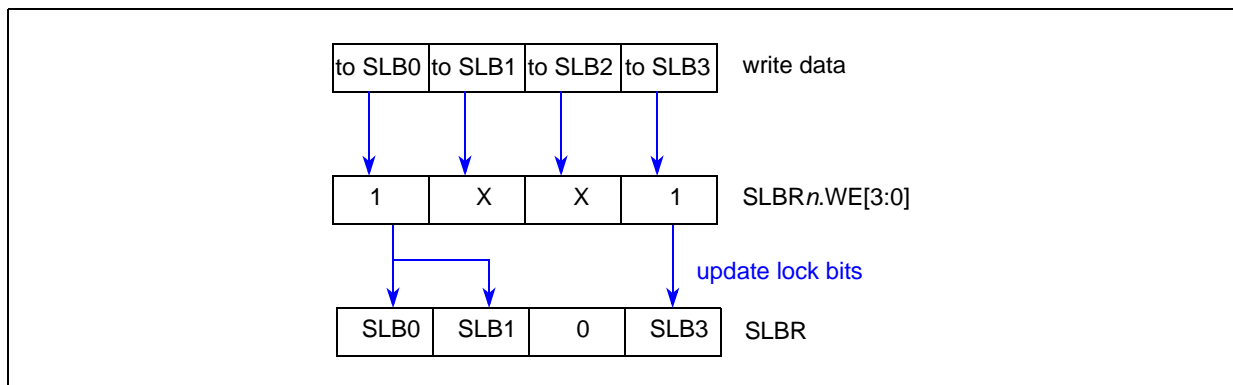 to SLB0 to SLB1 to SLB2 to SLB3 write data
1 X X 1 SLBRn.WE[3:0]
update lock bits
SLB0 SLB1 0 SLB3 SLBR